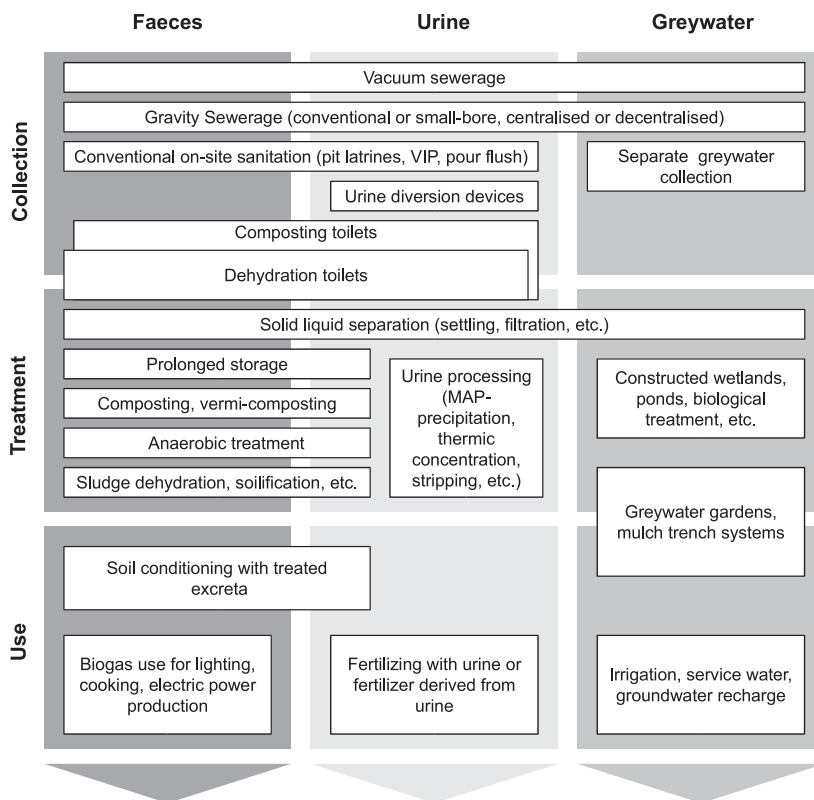 Faeces
Urine
Greywater
Collection
Vacuum sewerage
Gravity Sewerage (conventional or small-bore, centralised or decentralised)
Conventional on-site sanitation (pit latrines, VIP, pour flush)
Separate greywater
collection
Urine diversion devices
Composting toilets
Dehydration toilets
Treatment
Solid liquid separation (settling, filtration, etc.)
Prolonged storage
Composting, vermi-composting
Anaerobic treatment
Sludge dehydration, soilification, etc.
Urine processing
(MAP-
precipitation,
thermic
concentration,
stripping, etc.)
Constructed wetlands,
ponds, biological
treatment, etc.
Greywater gardens,
mulch trench systems
Use
Soil conditioning with treated
excreta
Biogas use for lighting,
cooking, electric power
production
Fertilizing with urine or
fertilizer derived from
urine
Irrigation, service water,
groundwater recharge